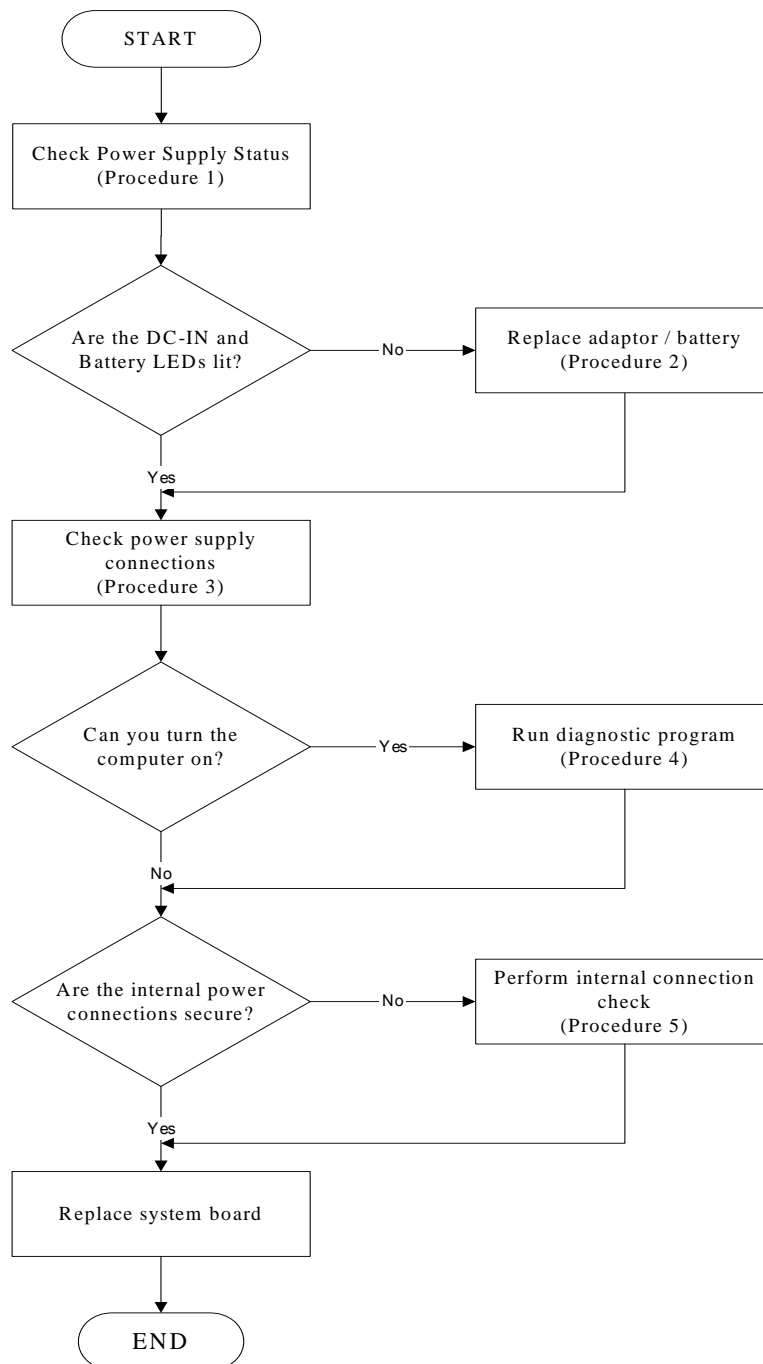 START
Check Power Supply Status
(Procedure 1)
Are the DC-IN and
Battery LEDs lit?
No
Replace adaptor / battery
(Procedure 2)
Yes
Check power supply
connections
(Procedure 3)
Can you turn the
computer on?
Yes
Run diagnostic program
(Procedure 4)
No
Are the internal power
connections secure?
No
Perform internal connection
check
(Procedure 5)
Yes
Replace system board
END